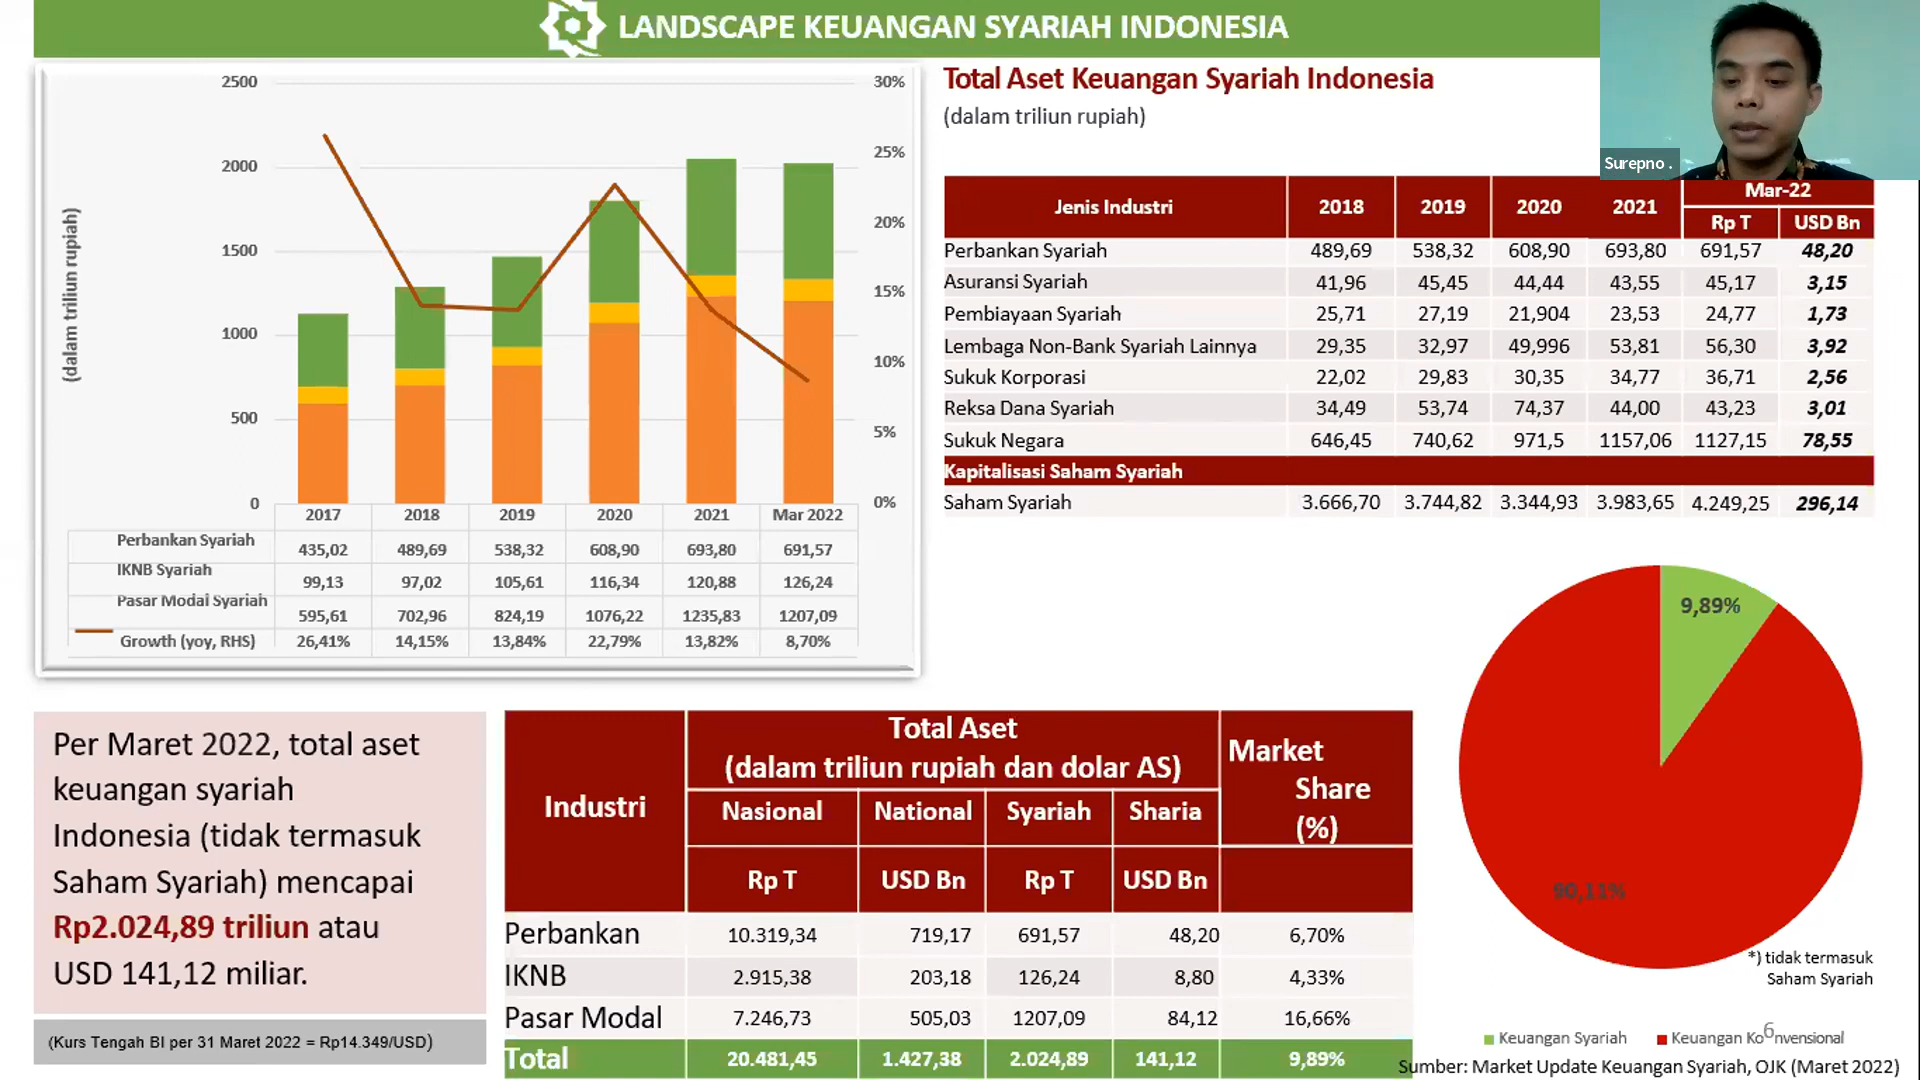 LANDSCAPE KEUANGAN SYARIAH INDONESIA
2500
2000
1500
1000
500
0
(dalam triliun rupiah)
30%
25%
20%
15%
10%
5%
0%
2017 2018 2019 2020 2021 Mar 2022
Perbankan Syariah 435,02 489,69 538,32 608,90 693,80 691,57
IKNB Syariah 99,13 97,02 105,61 116,34 120,88 126,24
Pasar Modal Syariah 595,61 702,96 824,19 1076,22 1235,83 1207,09
Growth (yoy, RHS) 26,41% 14,15% 13,84% 22,79% 13,82% 8,70%
Total Aset Keuangan Syariah Indonesia
(dalam triliun rupiah)
Surepno .
Jenis Industri 2018 2019 2020 2021 Mar-22
Rp T USD Bn
Perbankan Syariah 489,69 538,32 608,90 693,80 691,57 48,20
Asuransi Syariah 41,96 45,45 44,44 43,55 45,17 3,15
Pembiayaan Syariah 25,71 27,19 21,904 23,53 24,77 1,73
Lembaga Non-Bank Syariah Lainnya 29,35 32,97 49,996 53,81 56,30 3,92
Sukuk Korporasi 22,02 29,83 30,35 34,77 36,71 2,56
Reksa Dana Syariah 34,49 53,74 74,37 44,00 43,23 3,01
Sukuk Negara 646,45 740,62 971,5 1157,06 1127,15 78,55
Kapitalisasi Saham Syariah
Saham Syariah 3.666,70 3.744,82 3.344,93 3.983,65 4.249,25 296,14
Per Maret 2022, total aset
keuangan syariah
Indonesia (tidak termasuk
Saham Syariah) mencapai
Rp2.024,89 triliun atau
USD 141,12 miliar.
(Kurs Tengah BI per 31 Maret 2022 = Rp14.349/USD)
Industri
Total Aset
(dalam triliun rupiah dan dolar AS)
Market
Share
(%)
Nasional National Syariah Sharia
Rp T USD Bn Rp T USD Bn
Perbankan 10.319,34 719,17 691,57 48,20 6,70%
IKNB 2.915,38 203,18 126,24 8,80 4,33%
Pasar Modal 7.246,73 505,03 1207,09 84,12 16,66%
Total 20.481,45 1.427,38 2.024,89 141,12 9,89%
9,89%
90,11%
*) tidak termasuk
Saham Syariah
Keuangan Syariah Keuangan Konvensional
6
Sumber: Market Update Keuangan Syariah, OJK (Maret 2022)